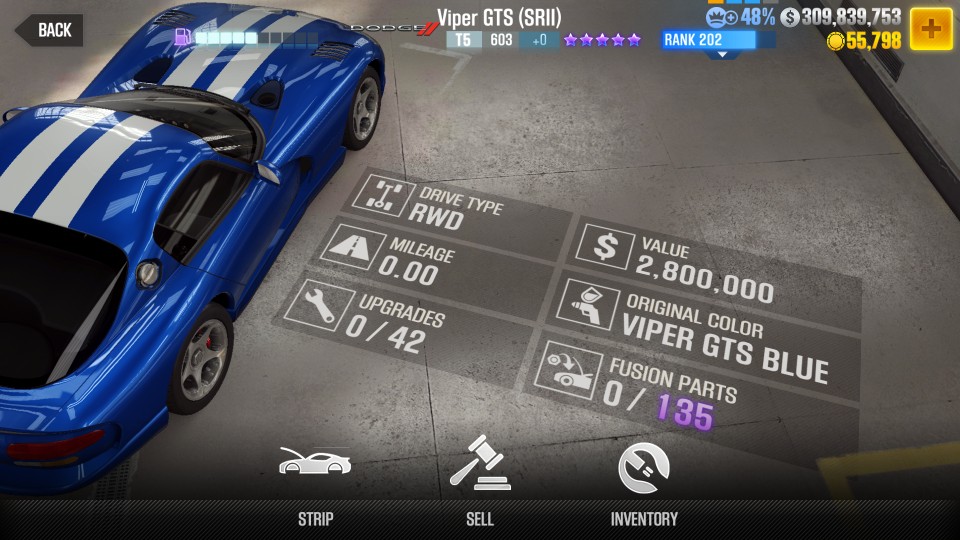 BACK
DODGE
Viper GTS (SRII)
T5 603 +0
RANK 202
48%
$ 309,839,753
55,798
+
DRIVE TYPE
RWD
MILEAGE
0.00
UPGRADES
0 / 42
$
VALUE
2,800,000
ORIGINAL COLOR
VIPER GTS BLUE
FUSION PARTS
0 / 135
STRIP
SELL
INVENTORY